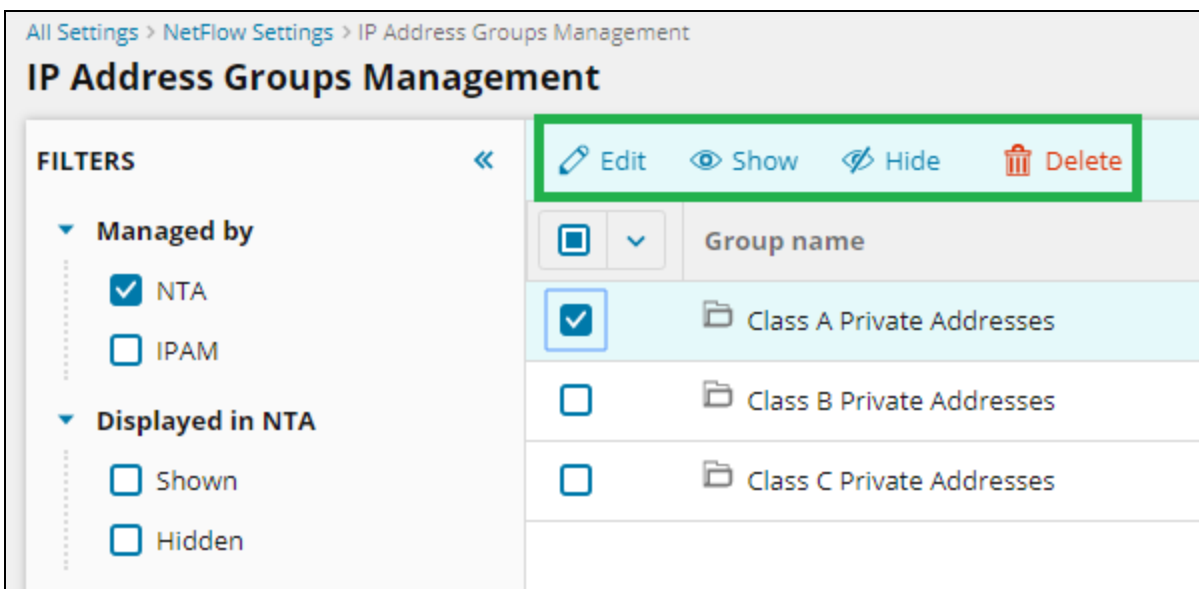 All Settings > NetFlow Settings > IP Address Groups Management
IP Address Groups Management
FILTERS
Edit Show Hide Delete
Managed by
Group name
NTA
Class A Private Addresses
IPAM
Class B Private Addresses
Displayed in NTA
Shown
Class C Private Addresses
Hidden